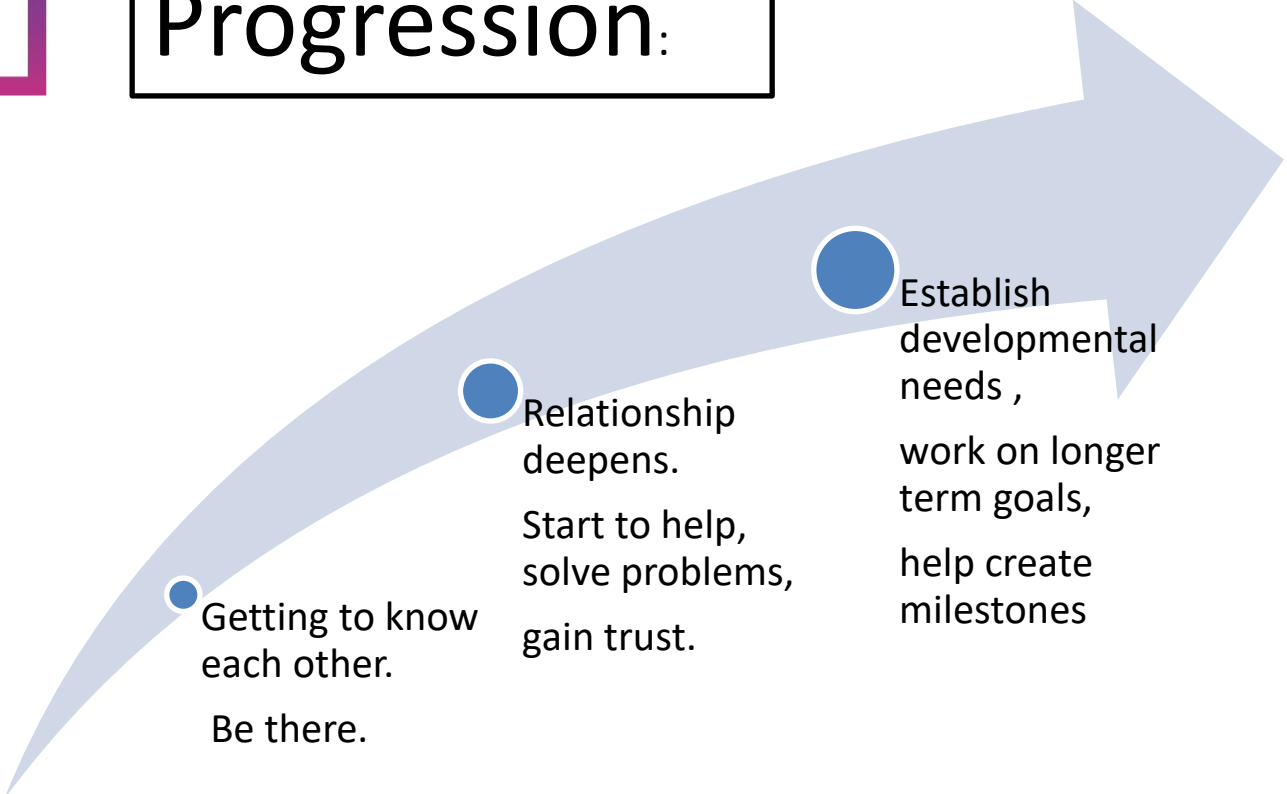 Progression:
Getting to know
each other.
Be there.
Relationship
deepens.
Start to help,
solve problems,
gain trust.
Establish
developmental
needs ,
work on longer
term goals,
help create
milestones